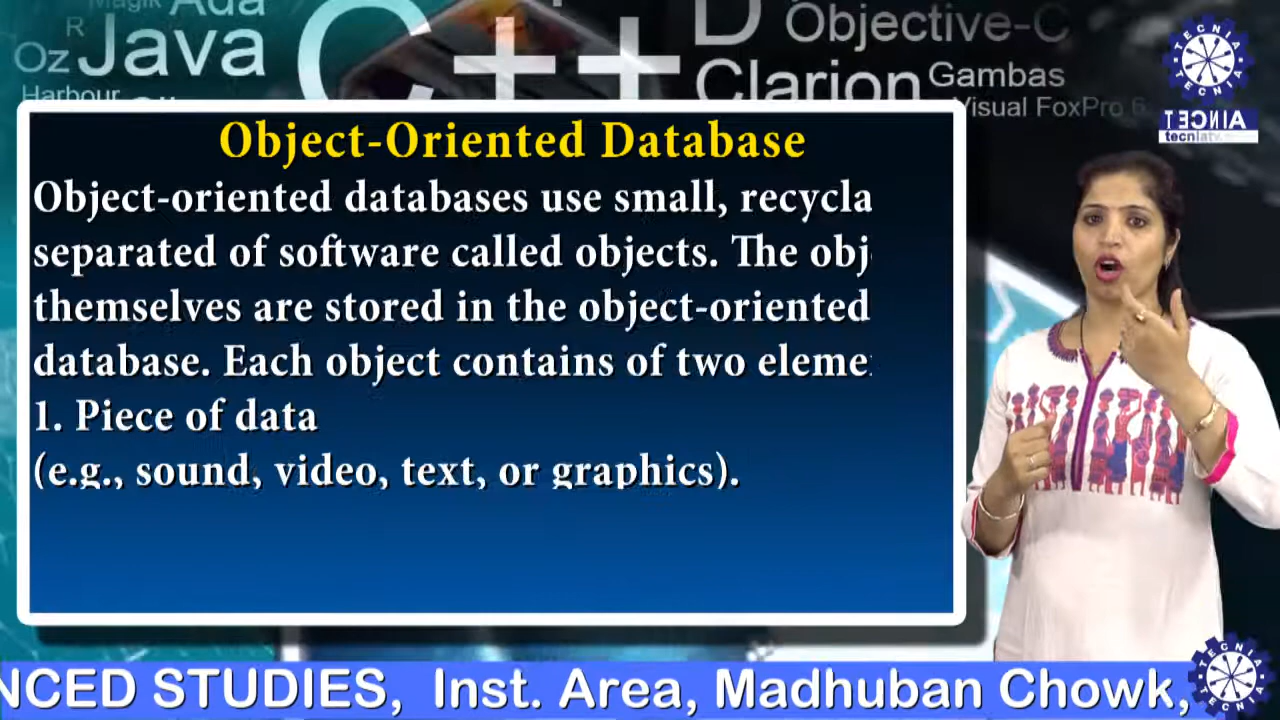 Magik Ada
R
Oz Java C++ D Objective-C
Clarion Gambas
Harbour
Visual FoxPro 6
TECNIA
TECNIA
tecniatv
Object-Oriented Database
Object-oriented databases use small, recycla
separated of software called objects. The obj
themselves are stored in the object-oriented
database. Each object contains of two eleme
1. Piece of data
(e.g., sound, video, text, or graphics).
NCED STUDIES, Inst. Area, Madhuban Chowk,
TECNIA
TECNIA